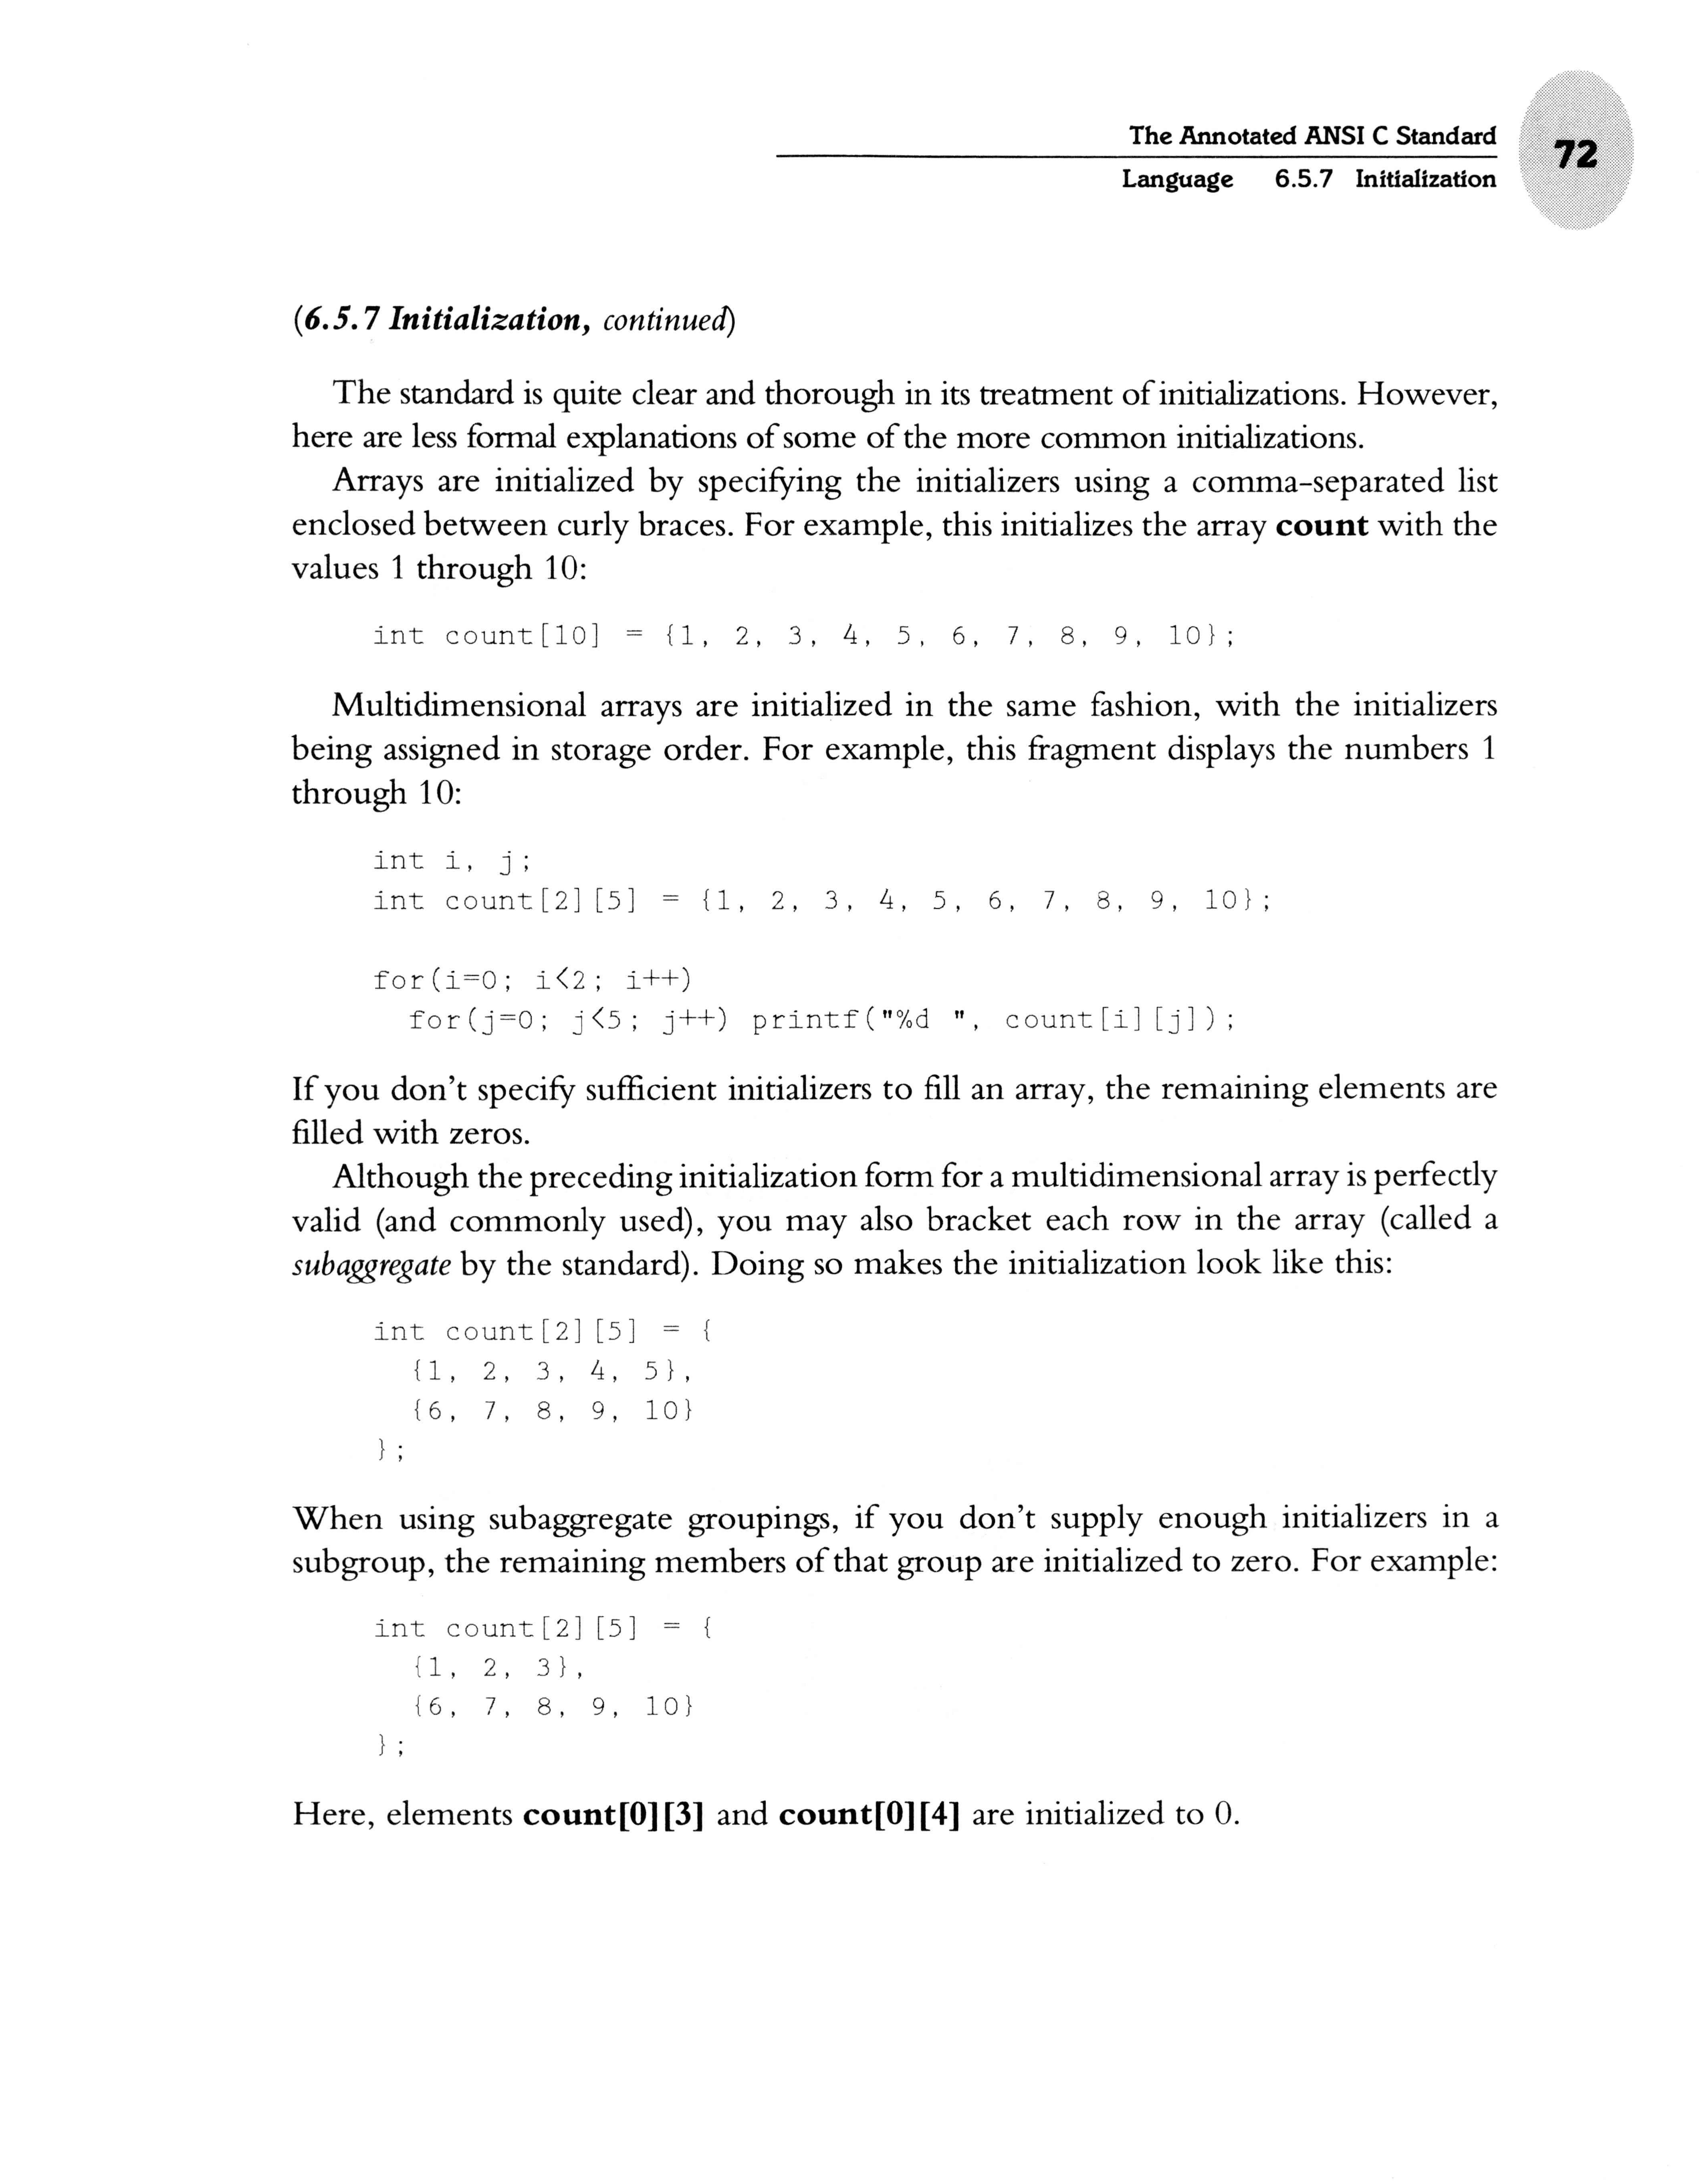 The Annotated ANSI C Standard
72
Language 6.5.7 Initialization
(6.5.7 Initialization, continued)
The standard is quite clear and thorough in its treatment of initializations. However,
here are less formal explanations of some of the more common initializations.
Arrays are initialized by specifying the initializers using a comma-separated list
enclosed between curly braces. For example, this initializes the array count with the
values 1 through 10:
int count[10] = {1, 2, 3, 4, 5, 6, 7, 8, 9, 10};
Multidimensional arrays are initialized in the same fashion, with the initializers
being assigned in storage order. For example, this fragment displays the numbers 1
through 10:
int i, j;
int count[2][5] = {1, 2, 3, 4, 5, 6, 7, 8, 9, 10};
for(i=0; i<2; i++)
for(j=0; j<5; j++) printf("%d ", count[i][j]);
If you don't specify sufficient initializers to fill an array, the remaining elements are
filled with zeros.
Although the preceding initialization form for a multidimensional array is perfectly
valid (and commonly used), you may also bracket each row in the array (called a
subaggregate by the standard). Doing so makes the initialization look like this:
int count[2][5] = {
{1, 2, 3, 4, 5},
{6, 7, 8, 9, 10}
};
When using subaggregate groupings, if you don't supply enough initializers in a
subgroup, the remaining members of that group are initialized to zero. For example:
int count[2][5] = {
{1, 2, 3},
{6, 7, 8, 9, 10}
};
Here, elements count[0][3] and count[0][4] are initialized to 0.